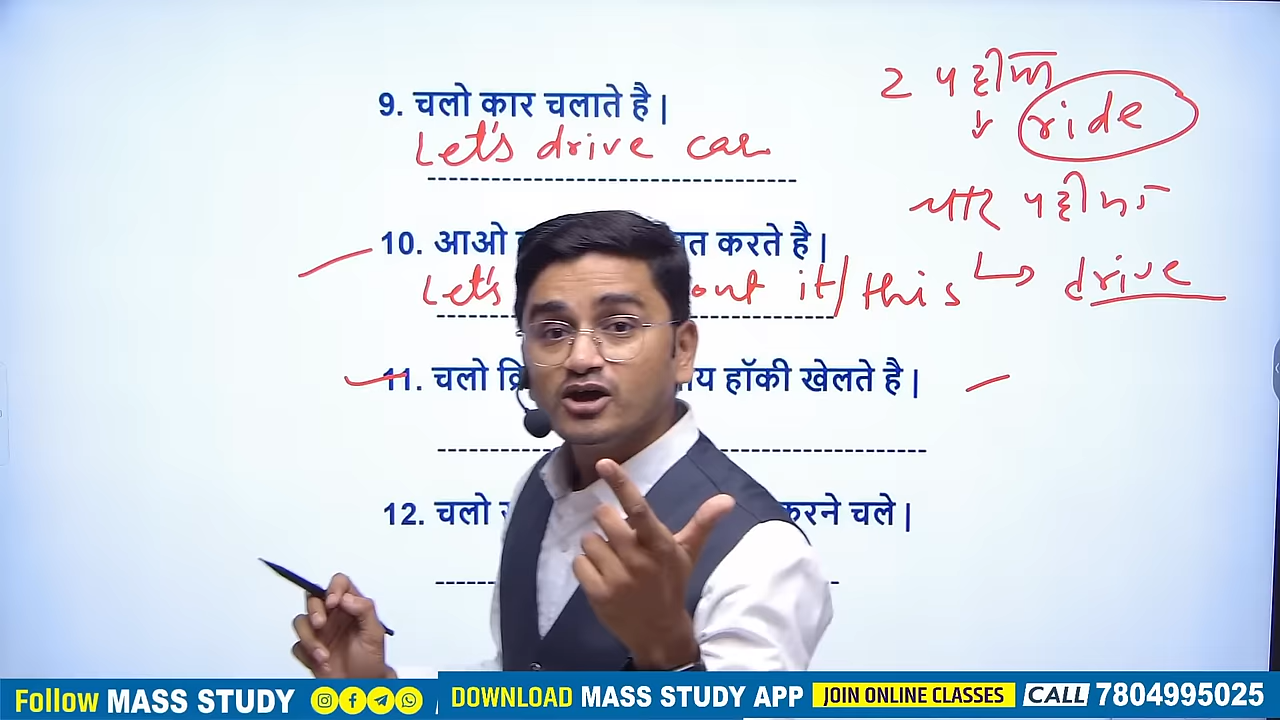 9. चलो कार चलाते है |
Let's drive car
2 पहीया
ride
चार पहीया
drive
10. आओ करते है |
Let's it/this
11. चलो हॉकी खेलते है |
12. चलो करने चले |
Follow MASS STUDY
DOWNLOAD MASS STUDY APP
JOIN ONLINE CLASSES
CALL 7804995025